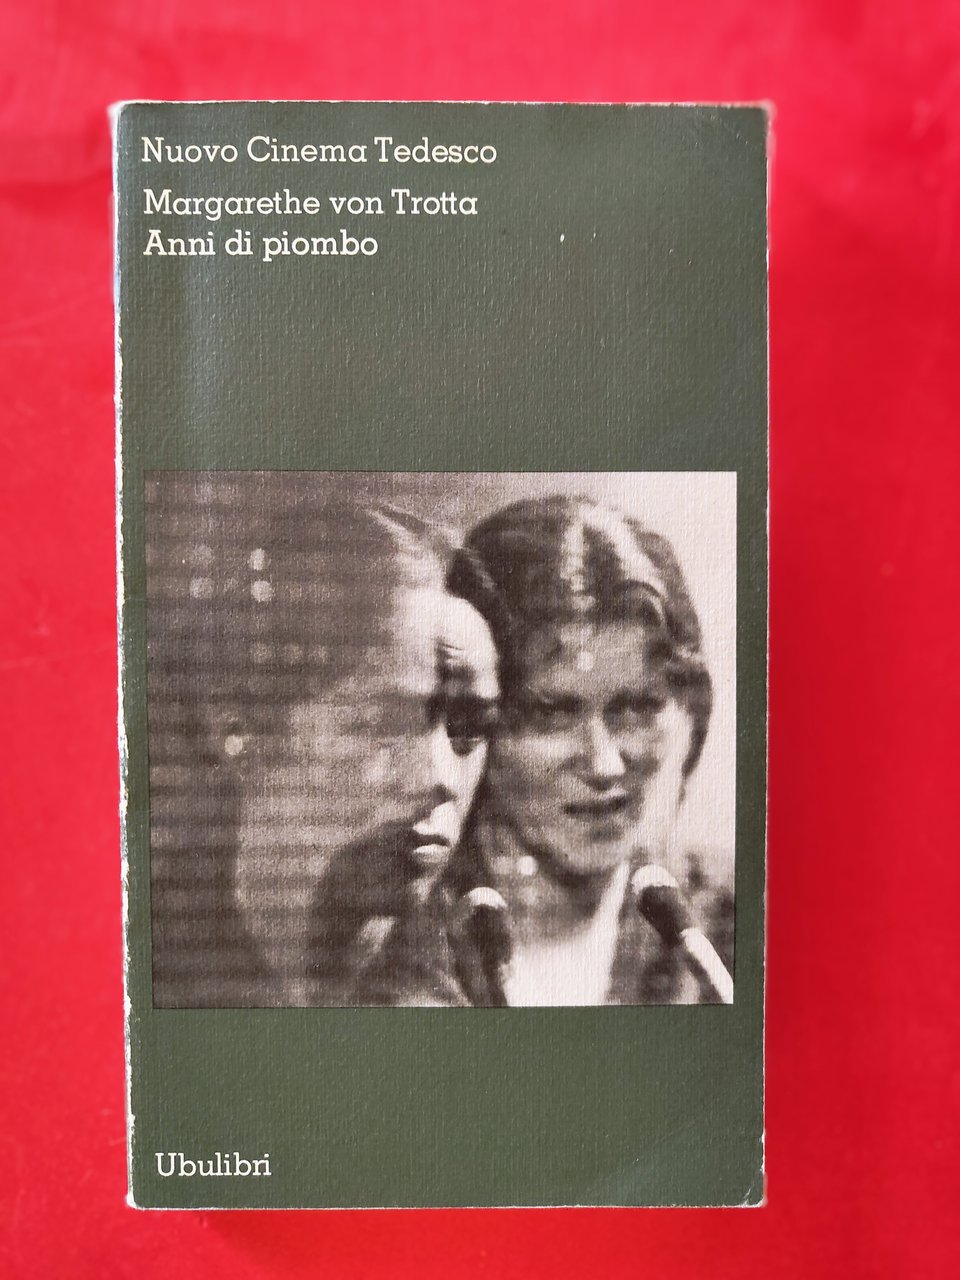 Nuovo Cinema Tedesco
Margarethe von Trotta
Anni di piombo
Ubulibri